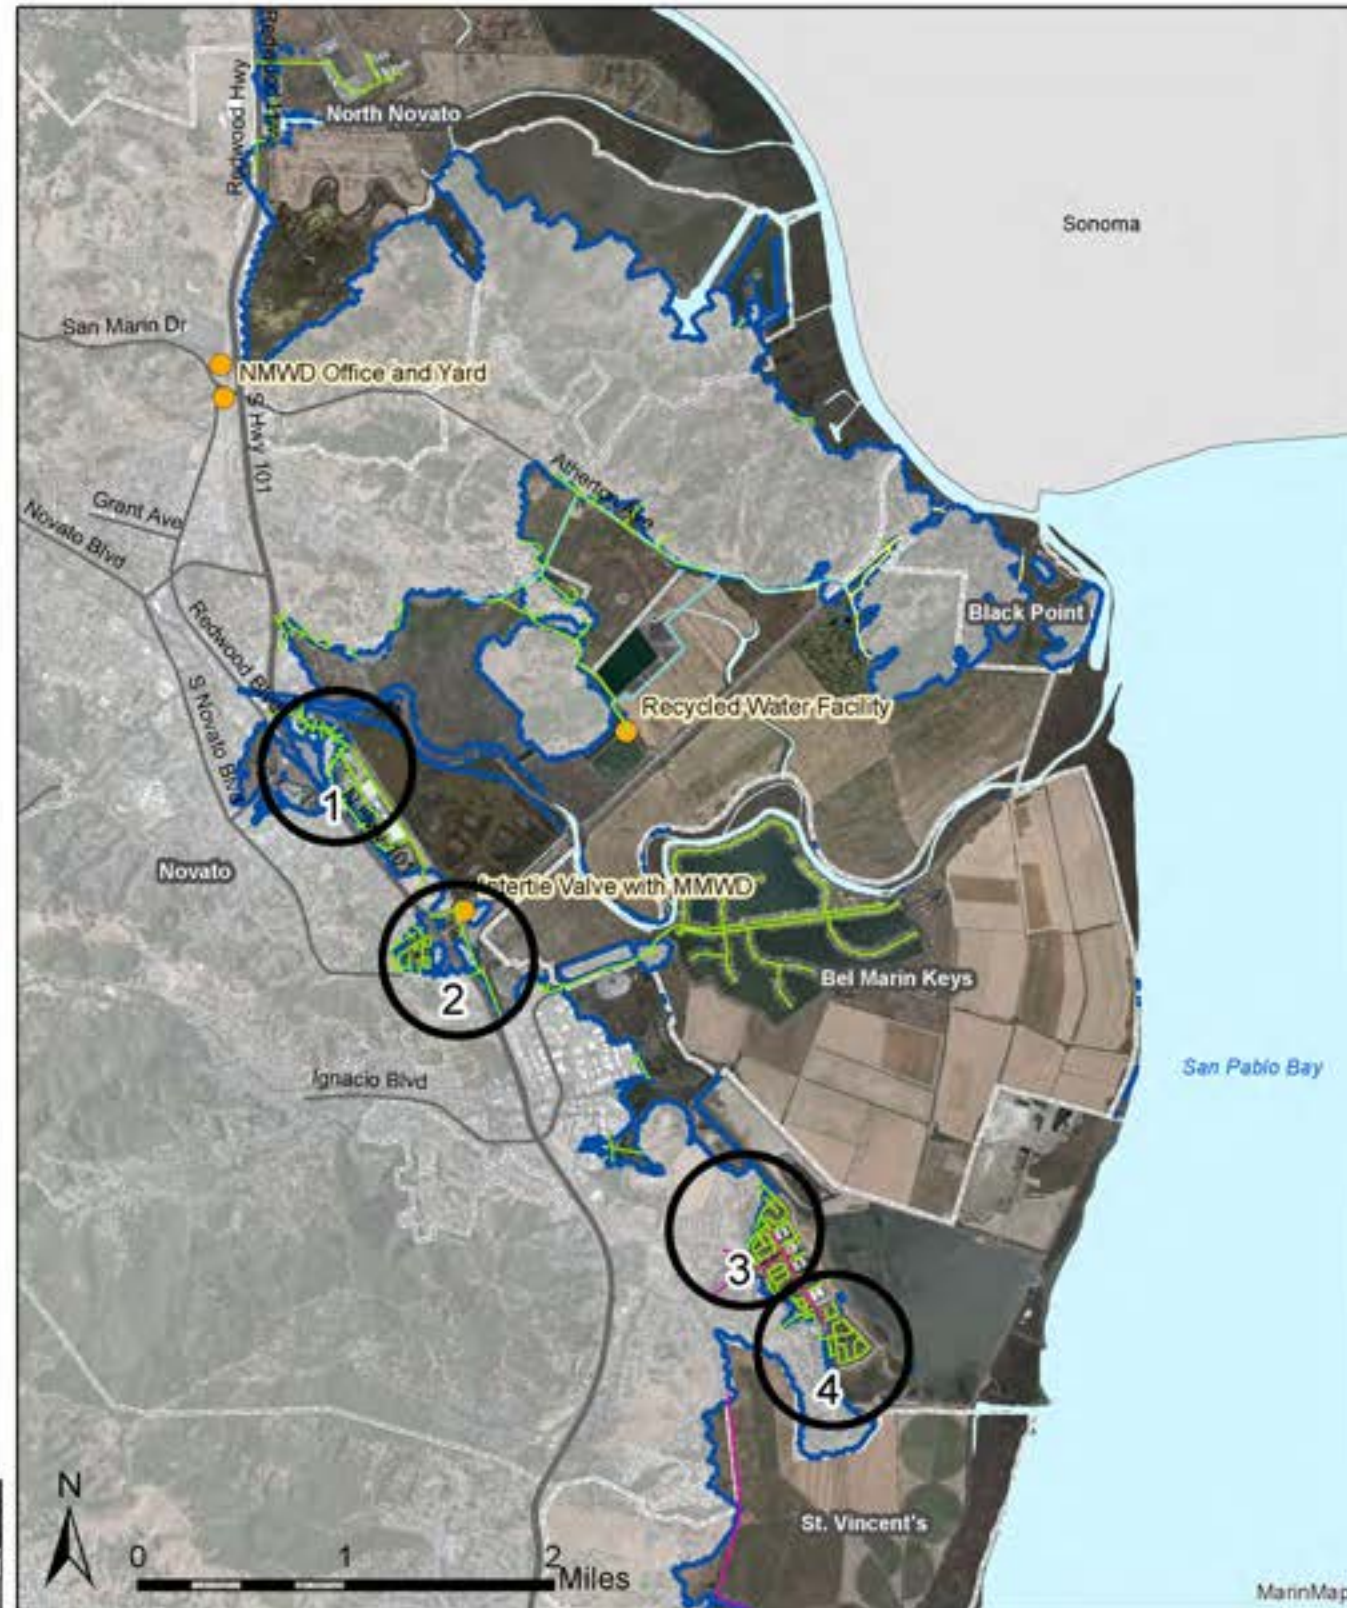 Redwood Hwy
North Novato
Sonoma
San Marin Dr
NMWD Office and Yard
S Hwy 101
Atherton Ave
Grant Ave
Novato Blvd
Black Point
Redwood
S Novato Blvd
Recycled Water Facility
1
Novato
Intertie Valve with MMWD
2
Bel Marin Keys
San Pablo Bay
Ignacio Blvd
3
4
N
St. Vincent's
0 1 2
Miles
MarinMap